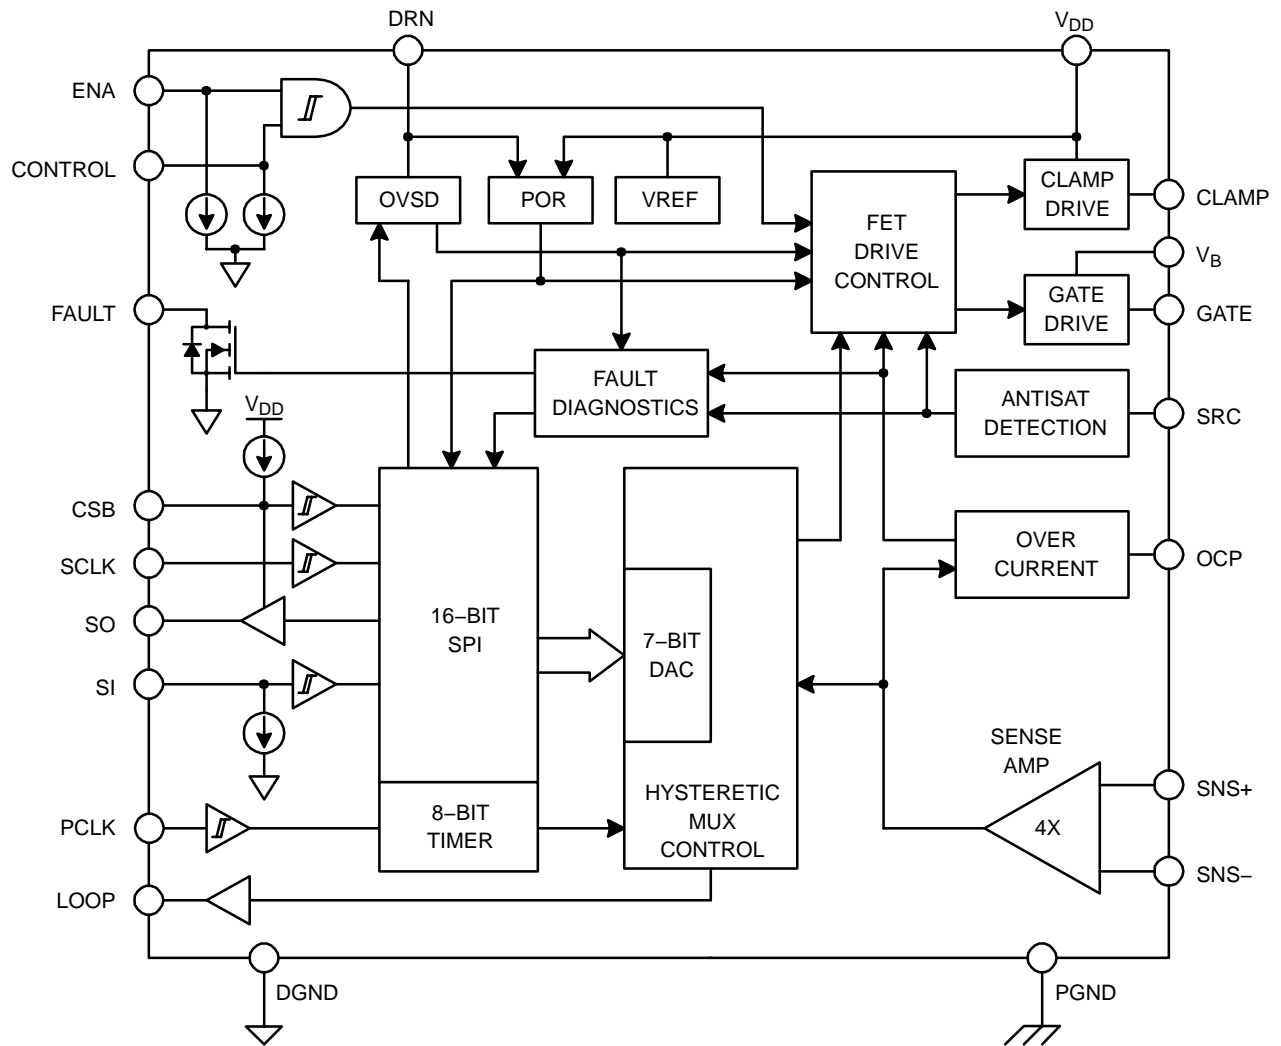 DRN
VDD
ENA
CONTROL
OVSD
POR
VREF
FET
DRIVE
CONTROL
CLAMP
DRIVE
CLAMP
VB
GATE
DRIVE
GATE
FAULT
FAULT
DIAGNOSTICS
ANTISAT
DETECTION
SRC
VDD
CSB
SCLK
SO
SI
16–BIT
SPI
7–BIT
DAC
OVER
CURRENT
OCP
SENSE
AMP
4X
SNS+
SNS–
PCLK
8–BIT
TIMER
HYSTERETIC
MUX
CONTROL
LOOP
DGND
PGND